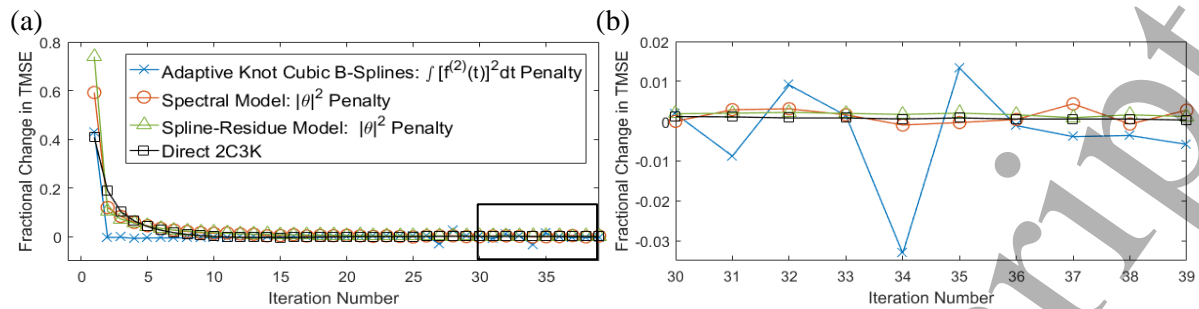 (a)
(b)
0.8
0.6
0.4
0.2
0
Fractional Change in TMSE
Adaptive Knot Cubic B-Splines: ∫ [f⁽²⁾(t)]²dt Penalty
Spectral Model: |θ|² Penalty
Spline-Residue Model: |θ|² Penalty
Direct 2C3K
0 5 10 15 20 25 30 35
Iteration Number
0.02
0.01
0
-0.01
-0.02
-0.03
Fractional Change in TMSE
30 31 32 33 34 35 36 37 38 39
Iteration Number
ript